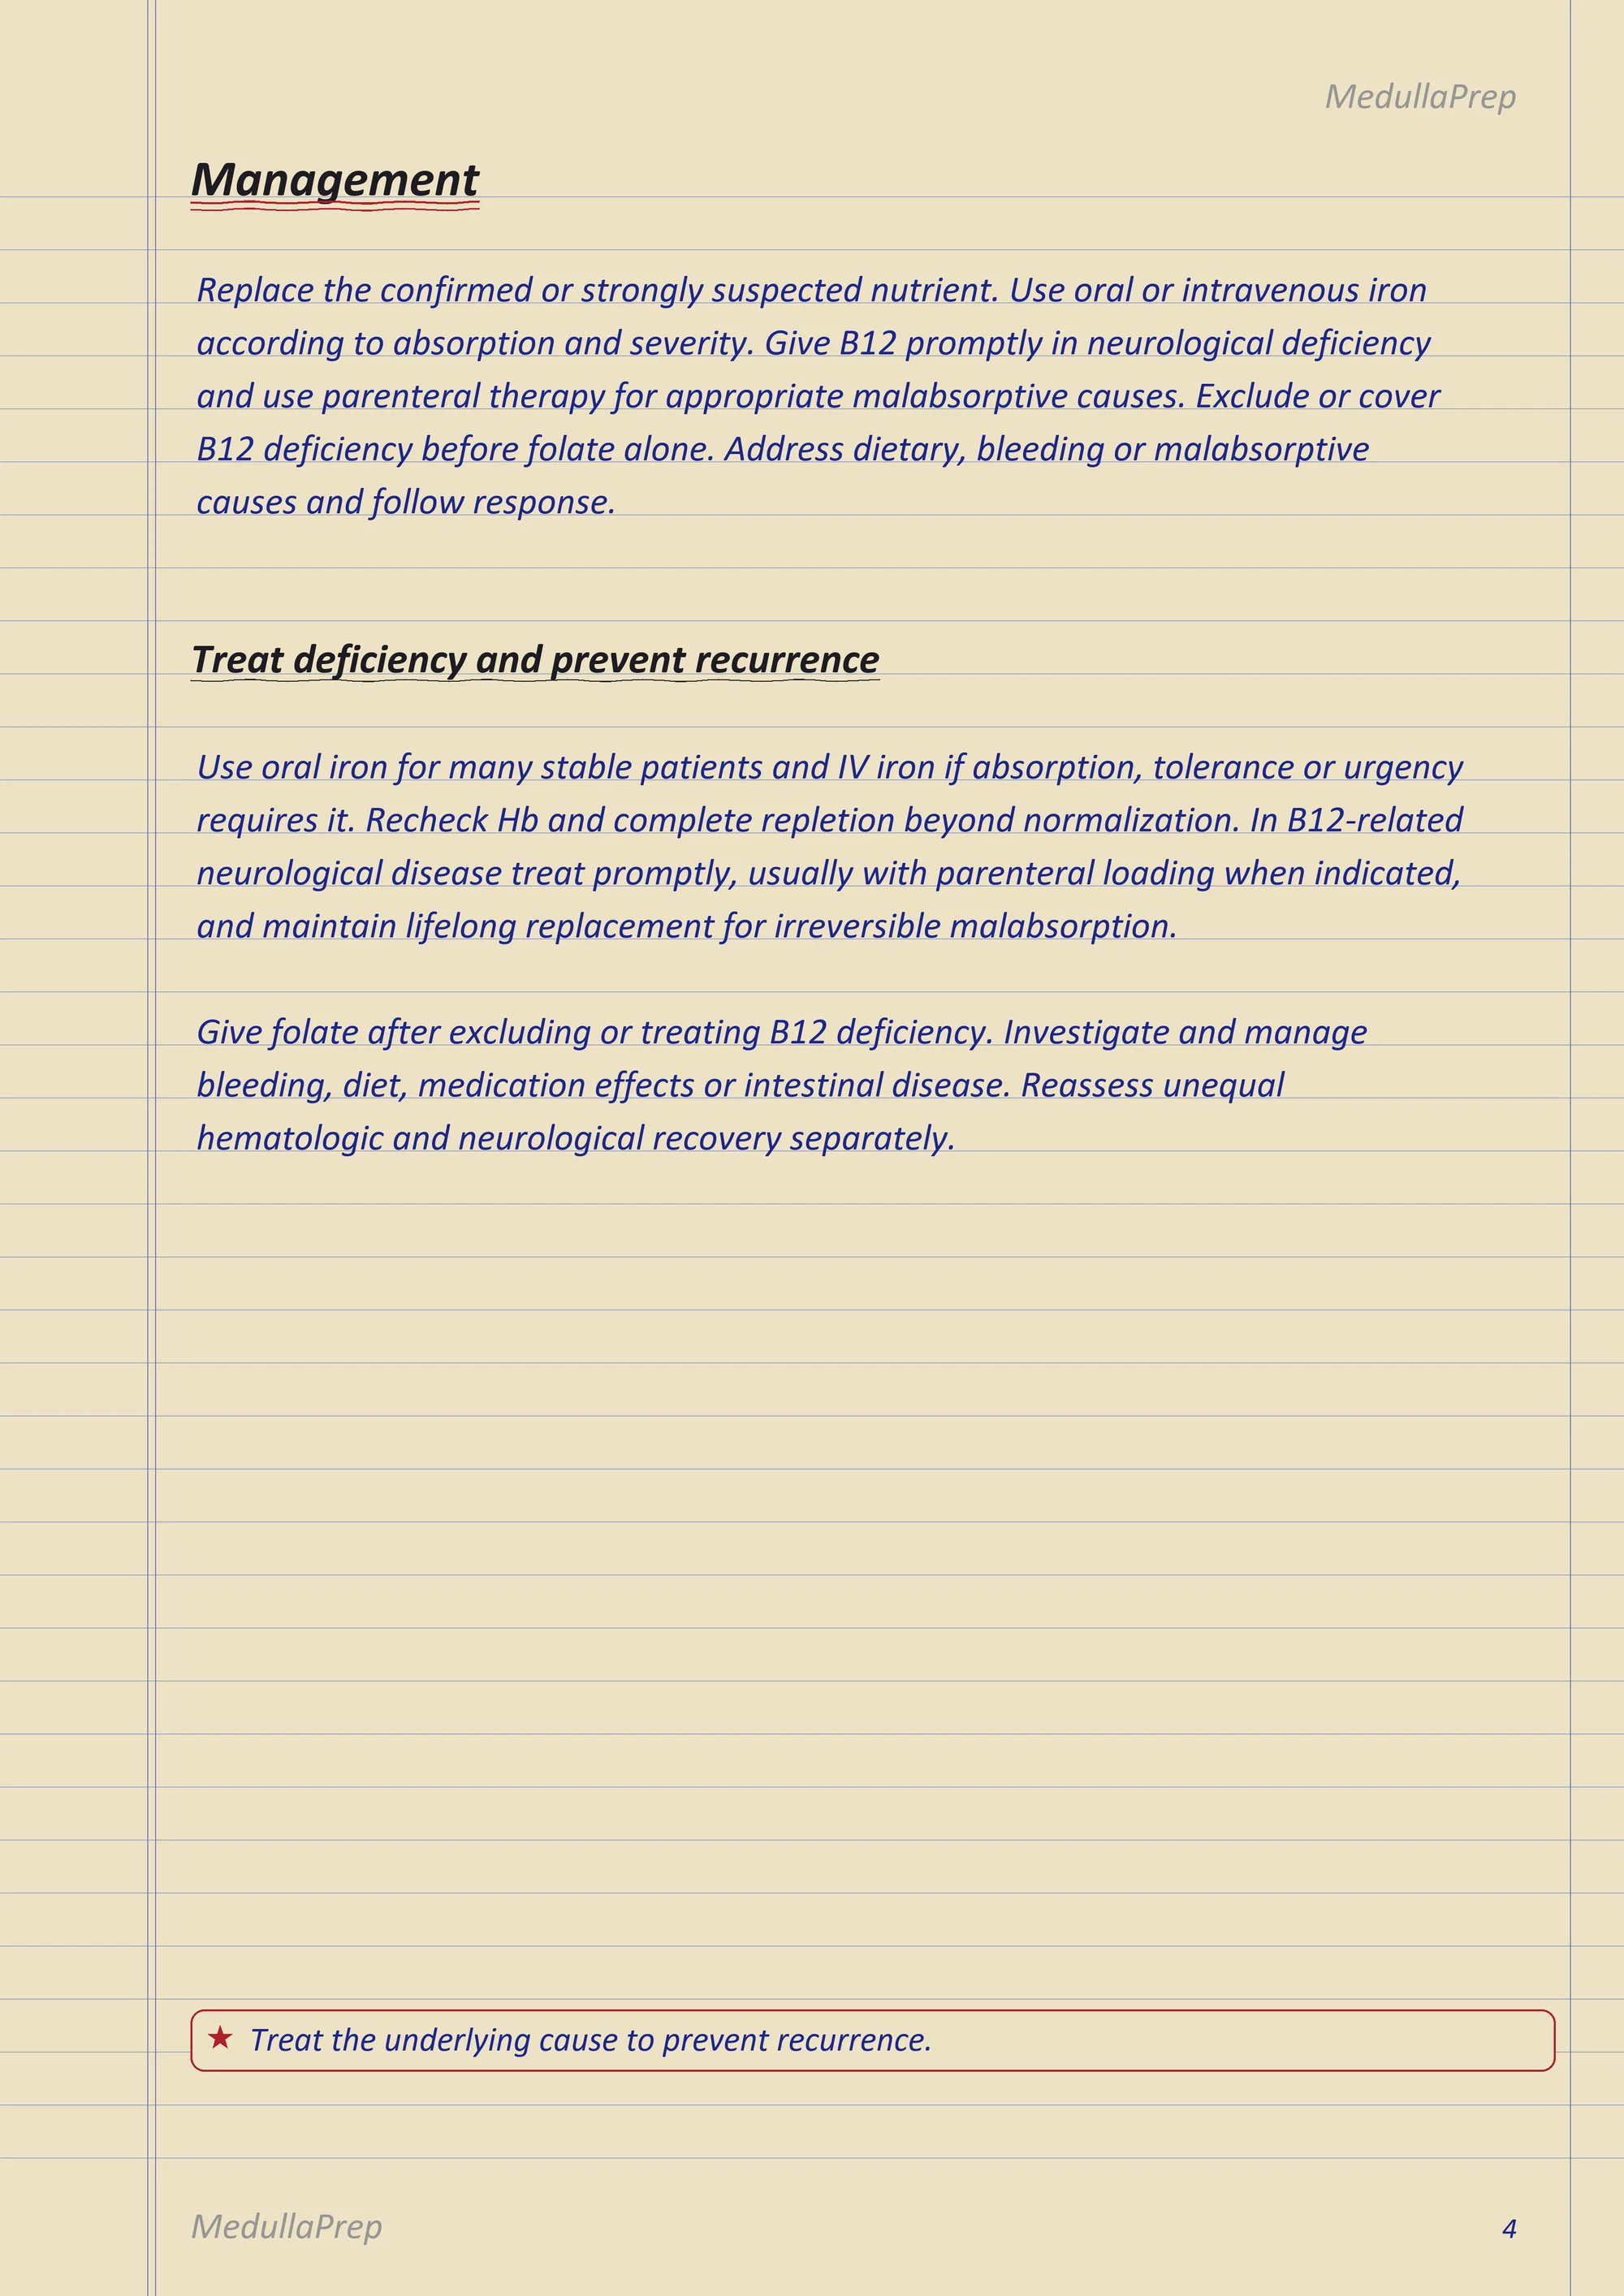 MedullaPrep
Management
Replace the confirmed or strongly suspected nutrient. Use oral or intravenous iron
according to absorption and severity. Give B12 promptly in neurological deficiency
and use parenteral therapy for appropriate malabsorptive causes. Exclude or cover
B12 deficiency before folate alone. Address dietary, bleeding or malabsorptive
causes and follow response.
Treat deficiency and prevent recurrence
Use oral iron for many stable patients and IV iron if absorption, tolerance or urgency
requires it. Recheck Hb and complete repletion beyond normalization. In B12-related
neurological disease treat promptly, usually with parenteral loading when indicated,
and maintain lifelong replacement for irreversible malabsorption.
Give folate after excluding or treating B12 deficiency. Investigate and manage
bleeding, diet, medication effects or intestinal disease. Reassess unequal
hematologic and neurological recovery separately.
★ Treat the underlying cause to prevent recurrence.
MedullaPrep
4